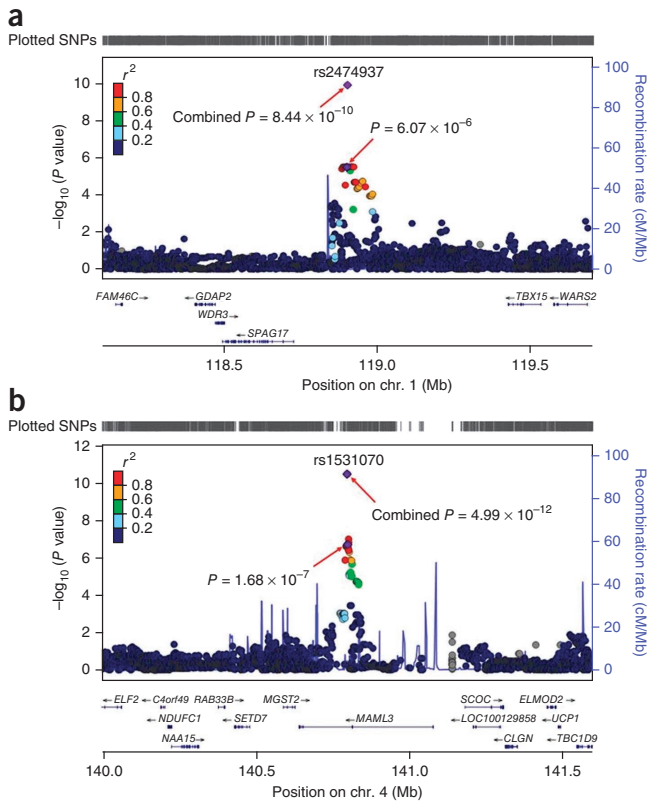 a
Plotted SNPs
r²
0.8
0.6
0.4
0.2
rs2474937
Combined P = 8.44 × 10⁻¹⁰
P = 6.07 × 10⁻⁶
10
8
6
4
2
0
−log₁₀ (P value)
100
80
60
40
20
0
Recombination rate (cM/Mb)
FAM46C→ ←GDAP2 ←TBX15 ←WARS2
WDR3→
←SPAG17
118.5 119.0 119.5
Position on chr. 1 (Mb)
b
Plotted SNPs
r²
0.8
0.6
0.4
0.2
rs1531070
Combined P = 4.99 × 10⁻¹²
P = 1.68 × 10⁻⁷
12
10
8
6
4
2
0
−log₁₀ (P value)
100
80
60
40
20
0
Recombination rate (cM/Mb)
←ELF2 ←C4orf49 RAB33B→ MGST2→ SCOC→ ELMOD2→
←NDUFC1 ←SETD7 ←MAML3 ←LOC100129858 ←UCP1
NAA15→ ←CLGN ←TBC1D9
140.0 140.5 141.0 141.5
Position on chr. 4 (Mb)